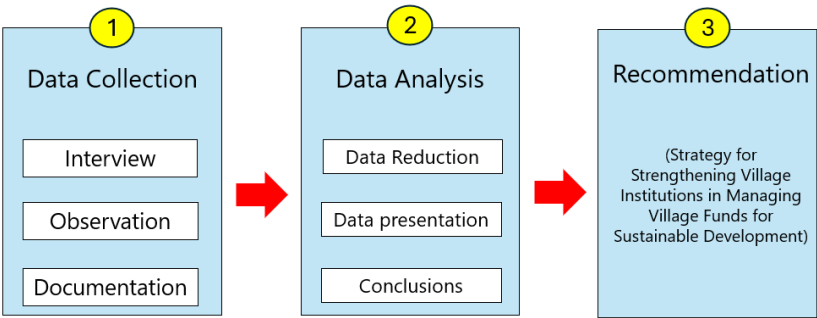 1
Data Collection
Interview
Observation
Documentation
2
Data Analysis
Data Reduction
Data presentation
Conclusions
3
Recommendation
(Strategy for
Strengthening Village
Institutions in Managing
Village Funds for
Sustainable Development)